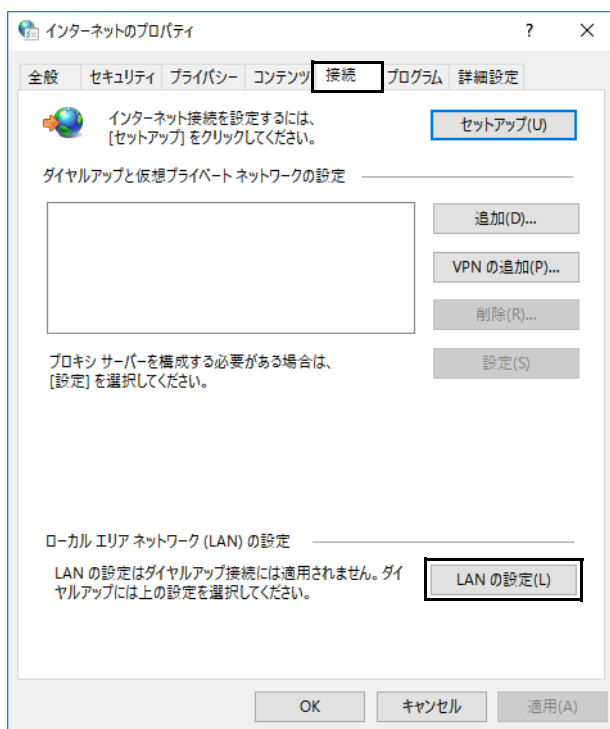 インターネットのプロパティ ? ×
全般 セキュリティ プライバシー コンテンツ 接続 プログラム 詳細設定
インターネット接続を設定するには、
[セットアップ] をクリックしてください。
セットアップ(U)
ダイヤルアップと仮想プライベート ネットワークの設定
追加(D)...
VPN の追加(P)...
削除(R)...
プロキシ サーバーを構成する必要がある場合は、
[設定] を選択してください。
設定(S)
ローカル エリア ネットワーク (LAN) の設定
LAN の設定はダイヤルアップ接続には適用されません。ダイ
ヤルアップには上の設定を選択してください。
LAN の設定(L)
OK キャンセル 適用(A)